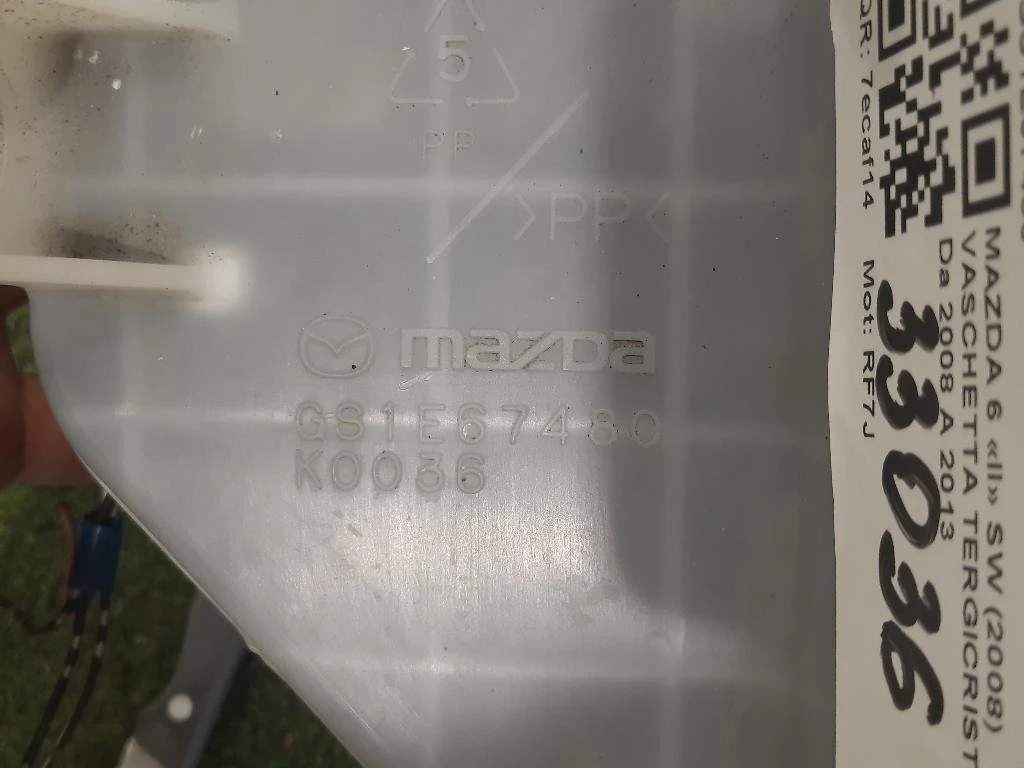 5
PP
>PP<
mazda
GS1E67480
K0036
MAZDA 6 «II» SW (2008)
VASCHETTA TERGICRIST
Da 2008 A 2013
33036
QR: 7ecaf14 Mot: RF7J